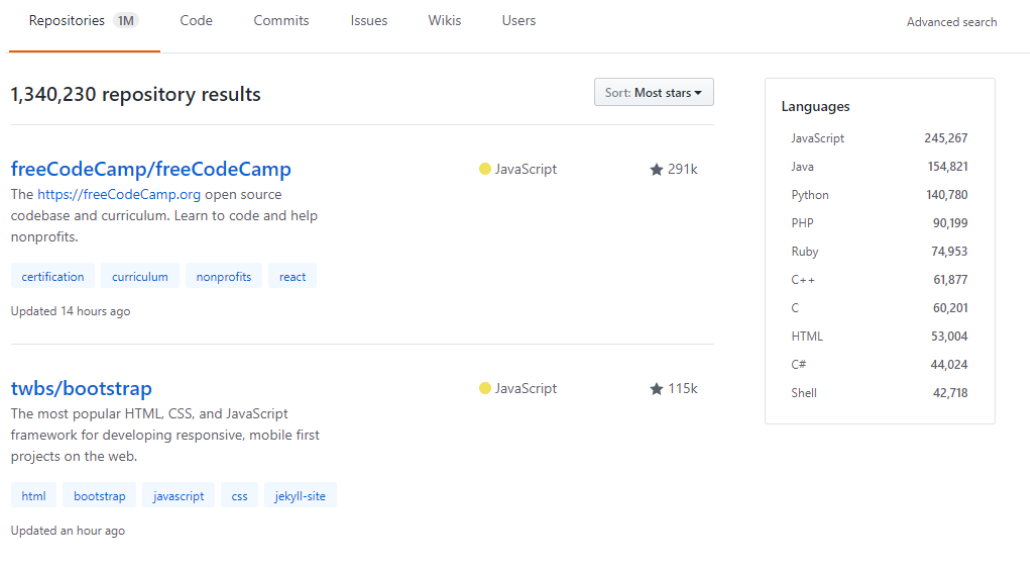 Repositories 1M Code Commits Issues Wikis Users Advanced search
1,340,230 repository results
Sort: Most stars
freeCodeCamp/freeCodeCamp
JavaScript
291k
The https://freeCodeCamp.org open source
codebase and curriculum. Learn to code and help
nonprofits.
certification curriculum nonprofits react
Updated 14 hours ago
twbs/bootstrap
JavaScript
115k
The most popular HTML, CSS, and JavaScript
framework for developing responsive, mobile first
projects on the web.
html bootstrap javascript css jekyll-site
Updated an hour ago
Languages
JavaScript 245,267
Java 154,821
Python 140,780
PHP 90,199
Ruby 74,953
C++ 61,877
C 60,201
HTML 53,004
C# 44,024
Shell 42,718